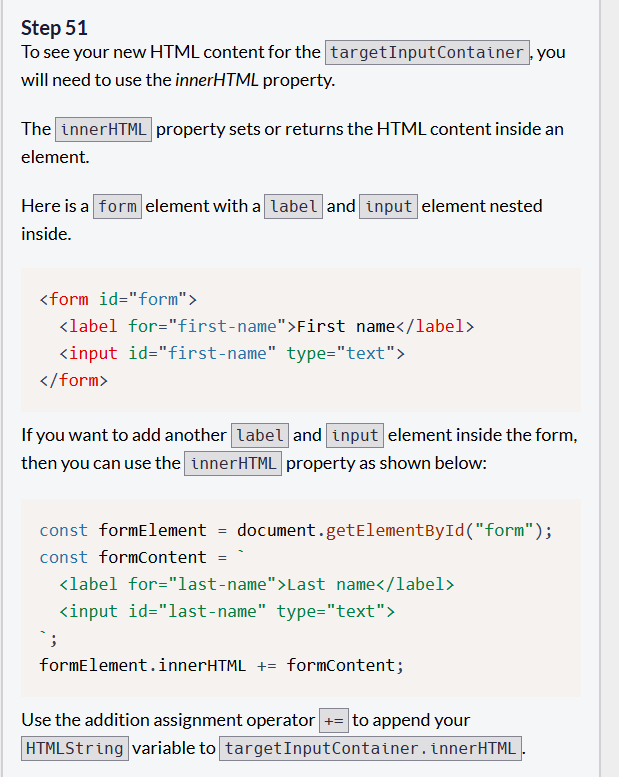 Step 51
To see your new HTML content for the targetInputContainer, you
will need to use the innerHTML property.
The innerHTML property sets or returns the HTML content inside an
element.
Here is a form element with a label and input element nested
inside.
<form id="form">
  <label for="first-name">First name</label>
  <input id="first-name" type="text">
</form>
If you want to add another label and input element inside the form,
then you can use the innerHTML property as shown below:
const formElement = document.getElementById("form");
const formContent = `
  <label for="last-name">Last name</label>
  <input id="last-name" type="text">
`;
formElement.innerHTML += formContent;
Use the addition assignment operator += to append your
HTMLString variable to targetInputContainer.innerHTML.